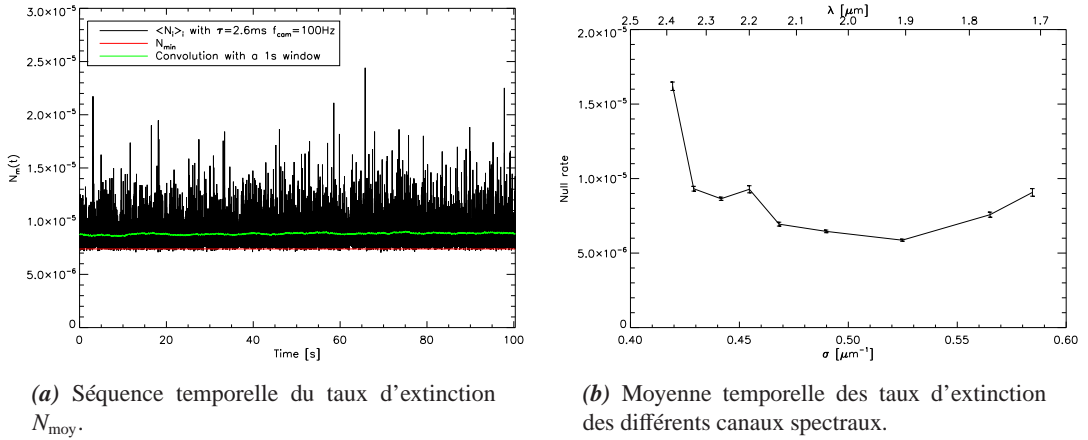 3.0×10⁻⁵
2.5×10⁻⁵
2.0×10⁻⁵
1.5×10⁻⁵
1.0×10⁻⁵
5.0×10⁻⁶
0
Nₘ(t)
<Nₗ>ₗ with τ=2.6ms f_cam=100Hz
N_min
Convolution with a 1s window
0 20 40 60 80 100
Time [s]
λ [μm]
2.5 2.4 2.3 2.2 2.1 2.0 1.9 1.8 1.7
2.0×10⁻⁵
1.5×10⁻⁵
1.0×10⁻⁵
5.0×10⁻⁶
0
Null rate
0.40 0.45 0.50 0.55 0.60
σ [μm⁻¹]
(a) Séquence temporelle du taux d'extinction
N_moy.
(b) Moyenne temporelle des taux d'extinction
des différents canaux spectraux.